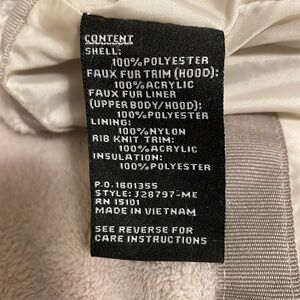 CONTENT
SHELL:
100%POLYESTER
FAUX FUR TRIM (HOOD):
100%ACRYLIC
FAUX FUR LINER
(UPPER BODY/HOOD):
100%POLYESTER
LINING:
100%NYLON
RIB KNIT TRIM:
100%ACRYLIC
INSULATION:
100%POLYESTER
P.O.1601355
STYLE: J28797-ME
RN 15101
MADE IN VIETNAM
SEE REVERSE FOR
CARE INSTRUCTIONS